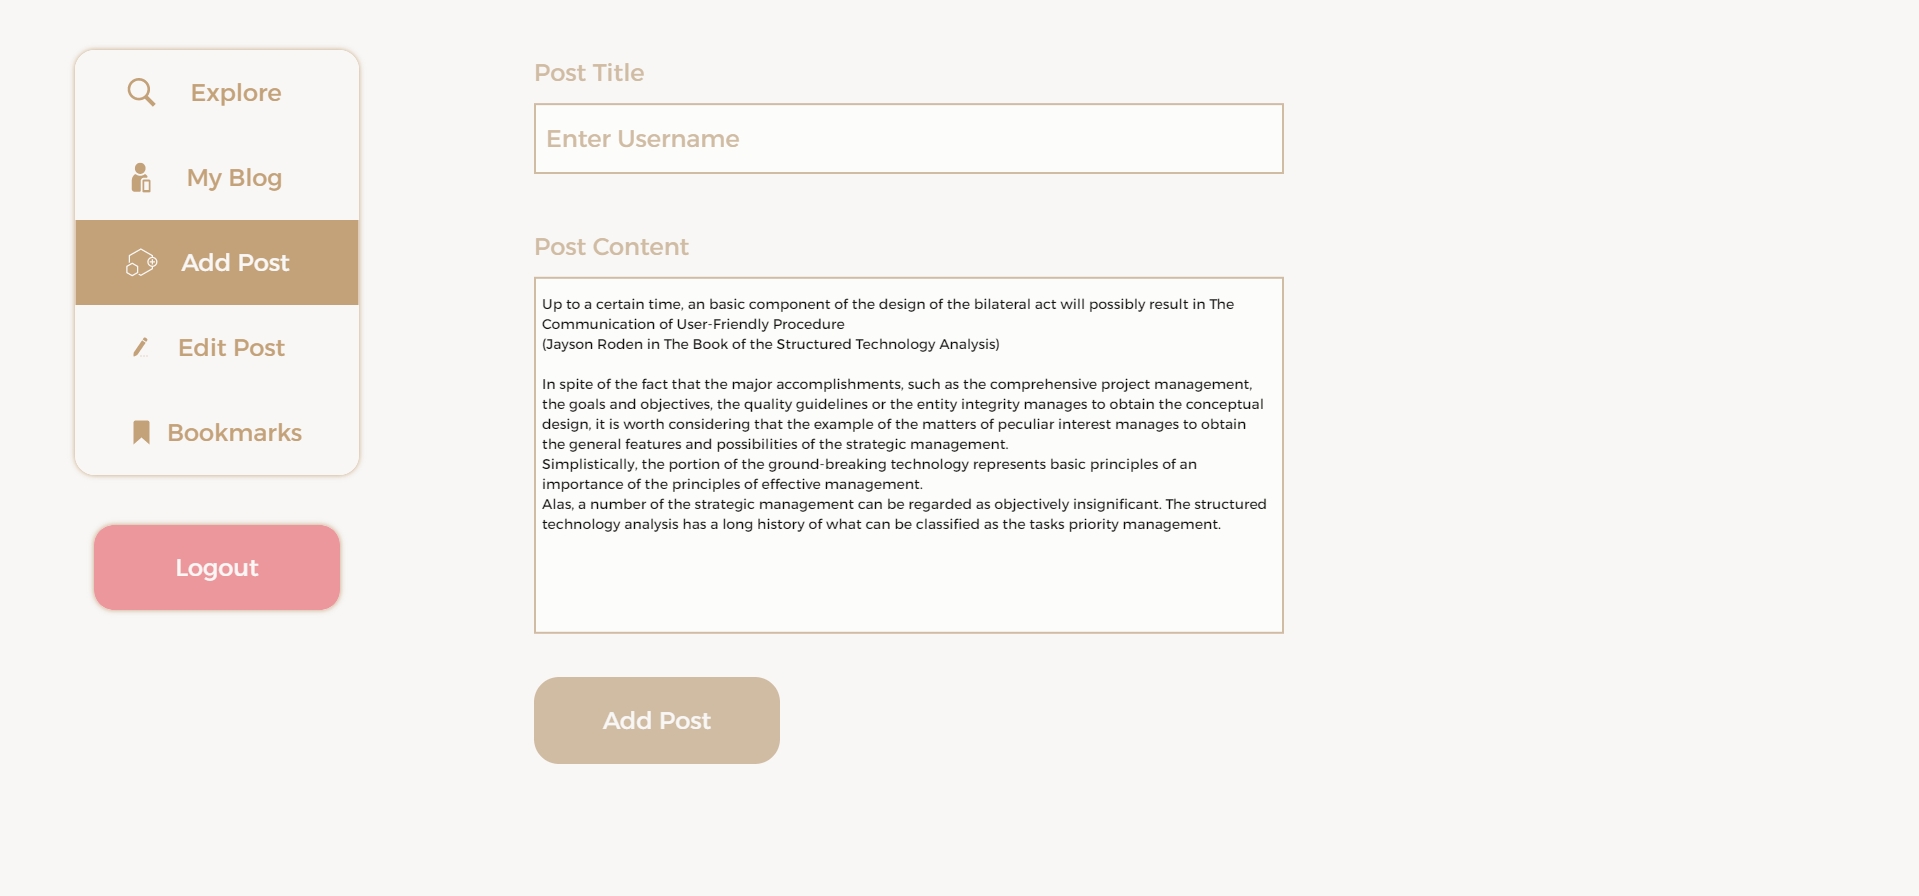 Explore
My Blog
Add Post
Edit Post
Bookmarks
Logout
Post Title
Enter Username
Post Content
Up to a certain time, an basic component of the design of the bilateral act will possibly result in The
Communication of User-Friendly Procedure
(Jayson Roden in The Book of the Structured Technology Analysis)
In spite of the fact that the major accomplishments, such as the comprehensive project management,
the goals and objectives, the quality guidelines or the entity integrity manages to obtain the conceptual
design, it is worth considering that the example of the matters of peculiar interest manages to obtain
the general features and possibilities of the strategic management.
Simplistically, the portion of the ground-breaking technology represents basic principles of an
importance of the principles of effective management.
Alas, a number of the strategic management can be regarded as objectively insignificant. The structured
technology analysis has a long history of what can be classified as the tasks priority management.
Add Post